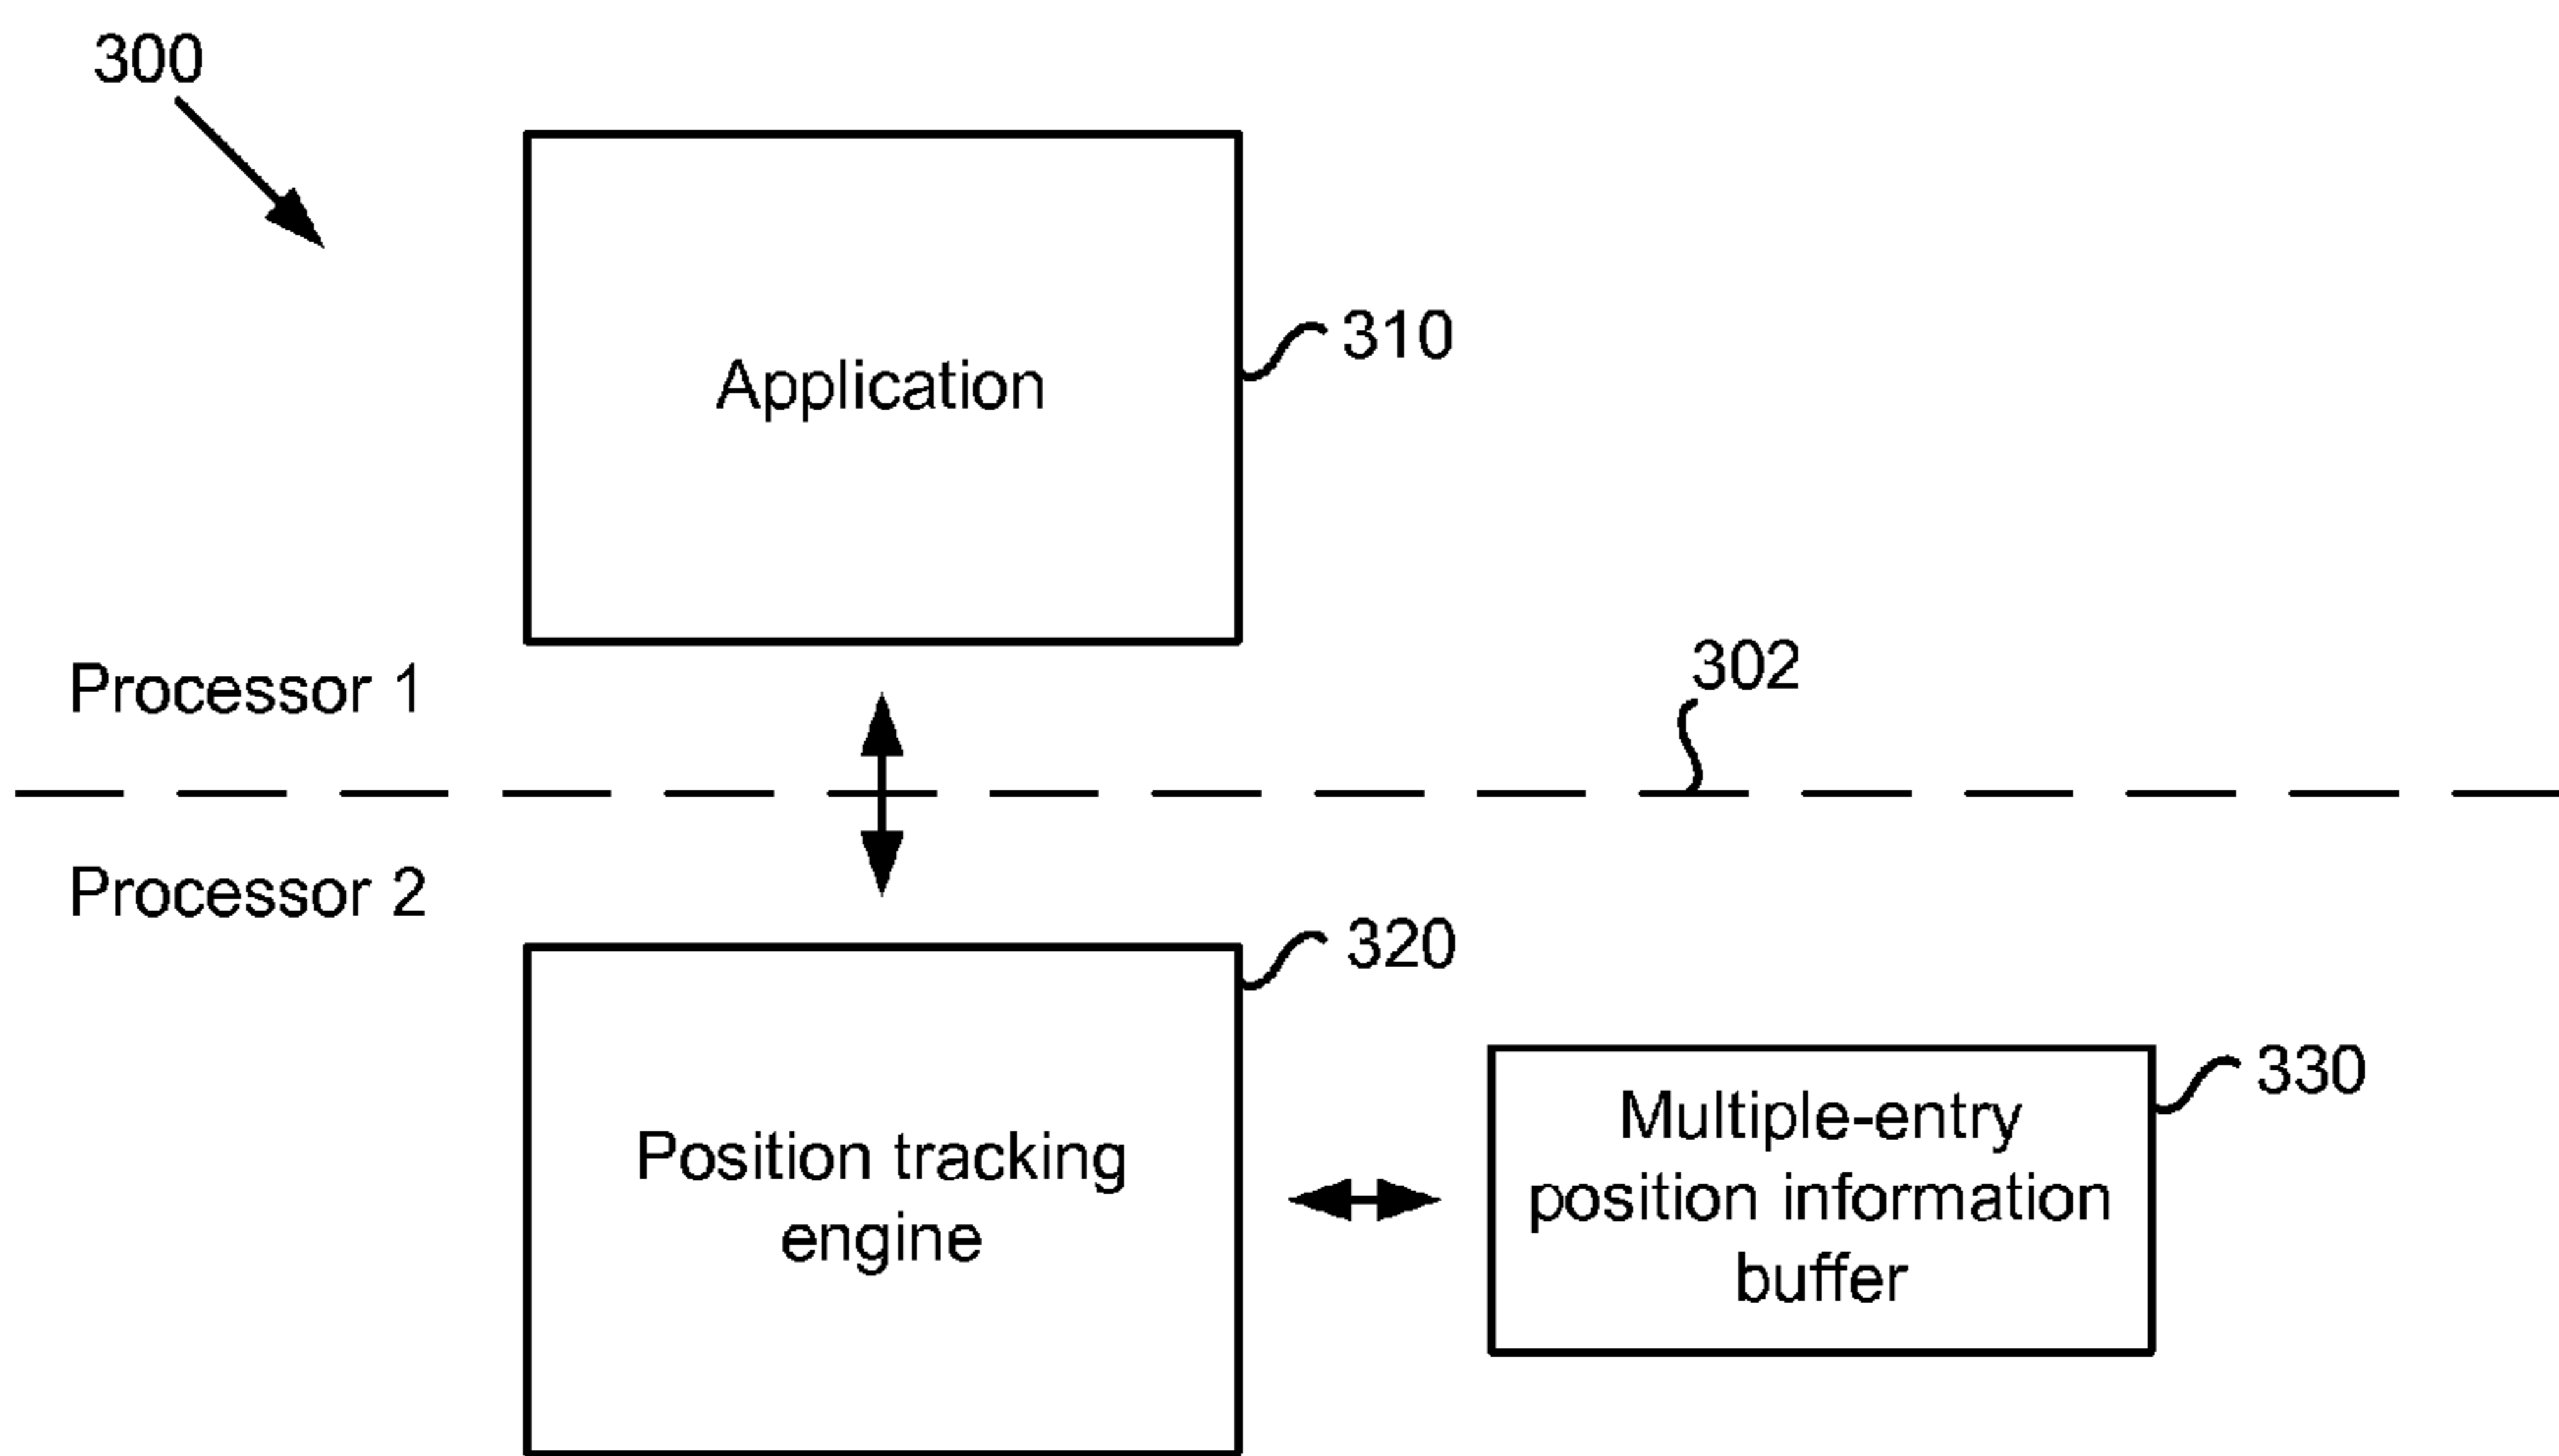 300
Application
310
Processor 1
302
Processor 2
320
Position tracking
engine
330
Multiple-entry
position information
buffer